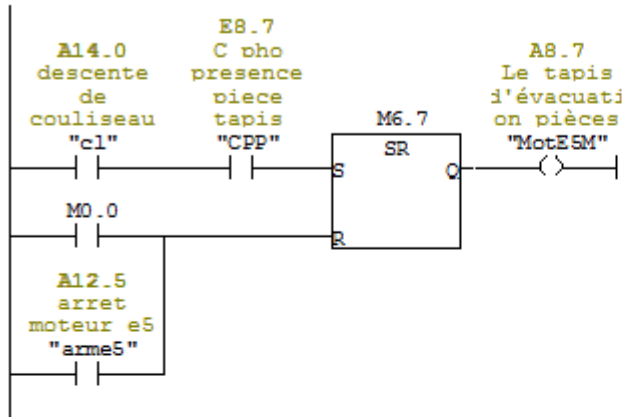 A14.0
descente
de
couliseau
"cl"
E8.7
C pho
presence
piece
tapis
"CPP"
M6.7
SR
S
Q
R
A8.7
Le tapis
d'évacuati
on pièces
"MotE5M"
M0.0
A12.5
arret
moteur e5
"arme5"